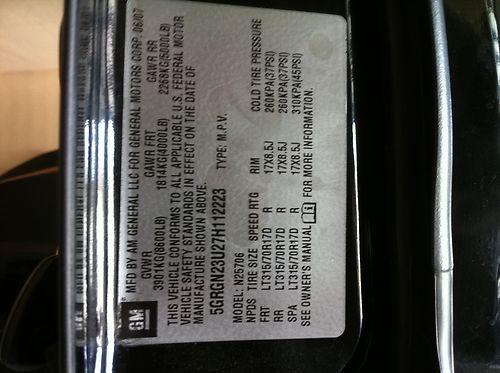 MFD BY AM GENERAL LLC FOR GENERAL MOTORS CORP. 06/07
GVWR GAWR FRT GAWR RR
3901KG(8600LB) 1814KG(4000LB) 2268KG(5000LB)
THIS VEHICLE CONFORMS TO ALL APPLICABLE U.S. FEDERAL MOTOR
VEHICLE SAFETY STANDARDS IN EFFECT ON THE DATE OF
MANUFACTURE SHOWN ABOVE.
GM
5GRGN23U27H112223 TYPE: M.P.V.
MODEL: N25706
NPDS TIRE SIZE SPEED RTG RIM COLD TIRE PRESSURE
FRT LT315/70R17D R 17X8.5J 260KPA(37PSI)
RR LT315/70R17D R 17X8.5J 260KPA(37PSI)
SPA LT315/70R17D R 17X8.5J 310KPA(45PSI)
SEE OWNER'S MANUAL FOR MORE INFORMATION.